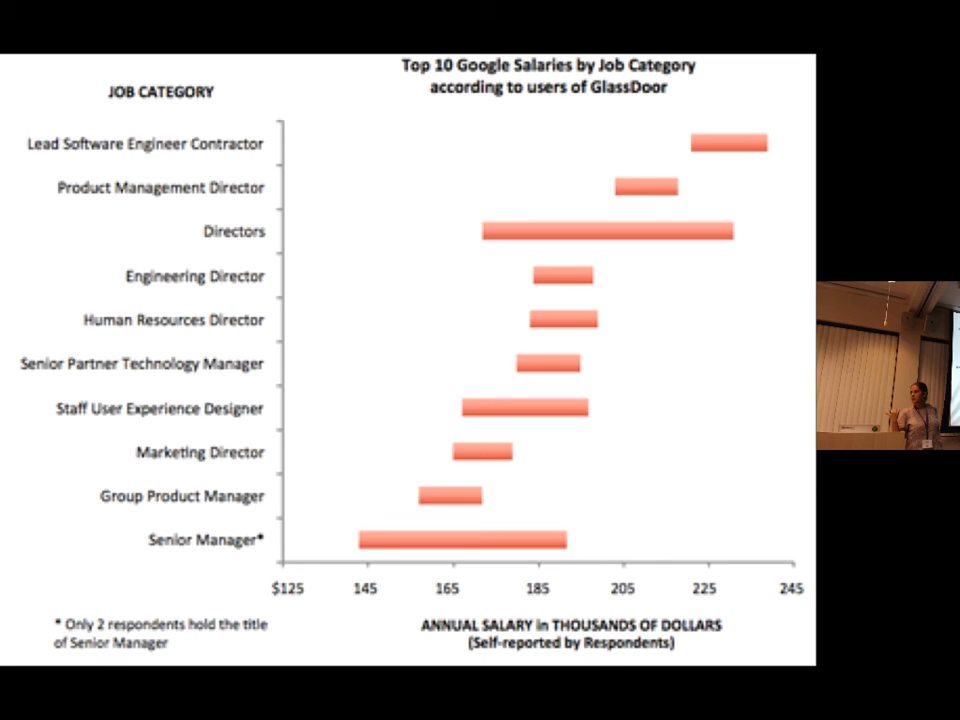 Top 10 Google Salaries by Job Category
according to users of GlassDoor
JOB CATEGORY
Lead Software Engineer Contractor
Product Management Director
Directors
Engineering Director
Human Resources Director
Senior Partner Technology Manager
Staff User Experience Designer
Marketing Director
Group Product Manager
Senior Manager*
$125 145 165 185 205 225 245
* Only 2 respondents hold the title
of Senior Manager
ANNUAL SALARY in THOUSANDS OF DOLLARS
(Self-reported by Respondents)